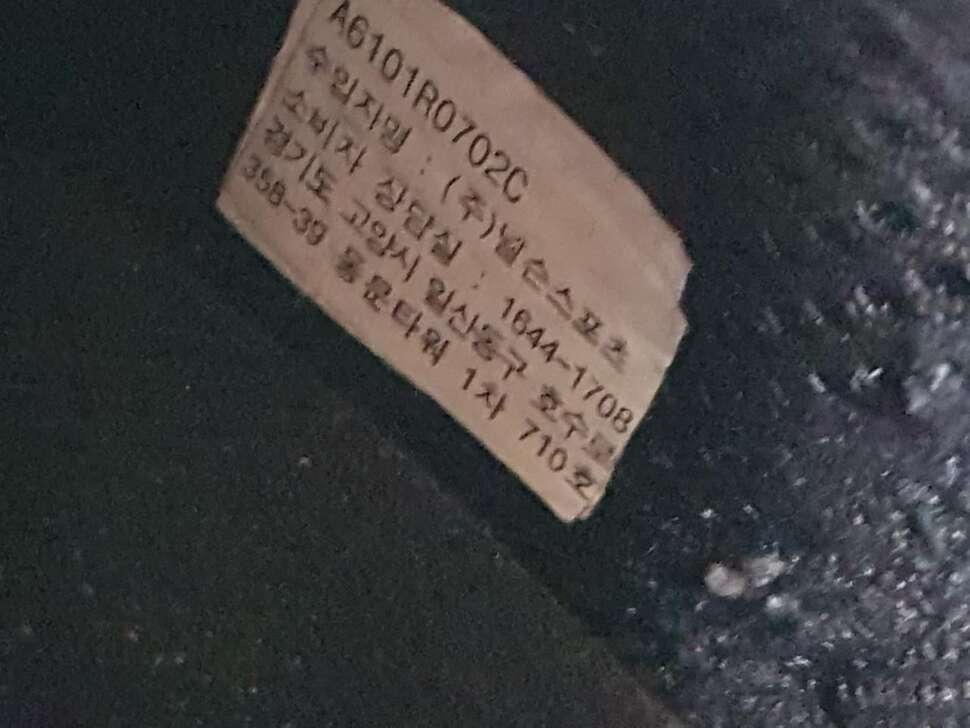 A6101R0702C
수입자명 : (주)넬슨스포츠
소비자 상담실 : 1644-1708
경기도 고양시 일산동구 호수로
358-39 동문타워 1차 710호